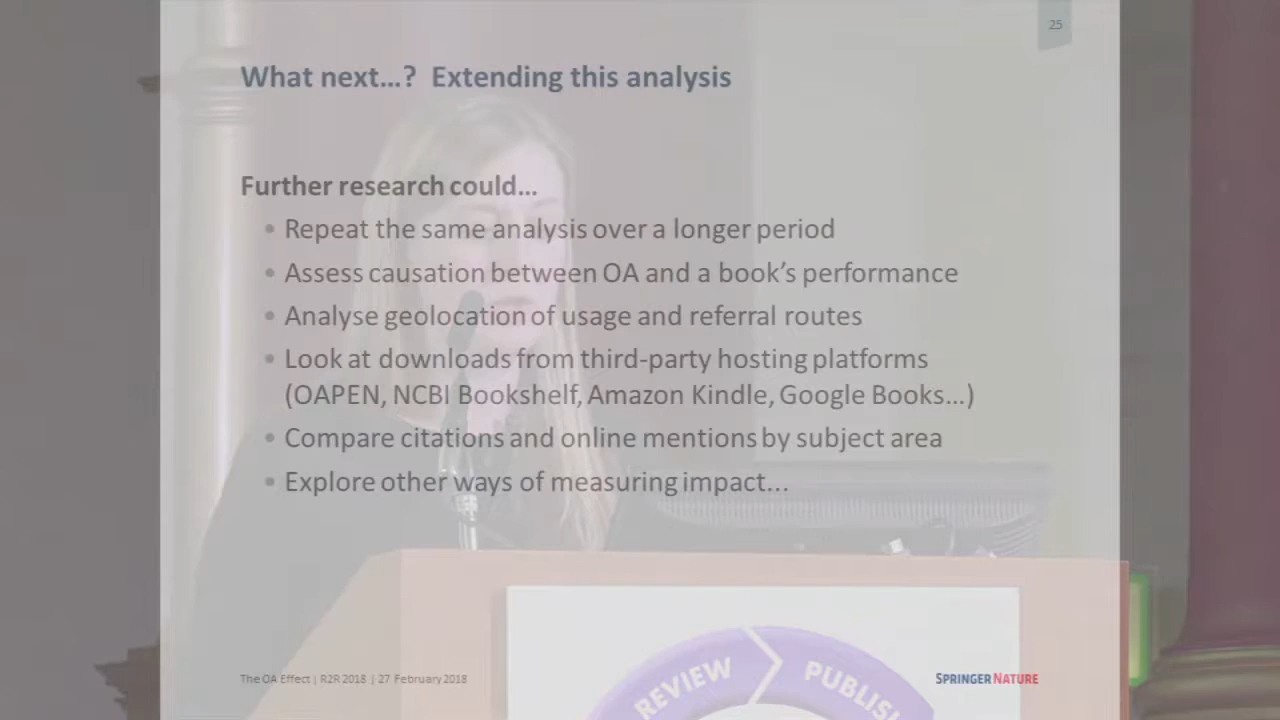 25
What next...? Extending this analysis
Further research could...
• Repeat the same analysis over a longer period
• Assess causation between OA and a book's performance
• Analyse geolocation of usage and referral routes
• Look at downloads from third-party hosting platforms
(OAPEN, NCBI Bookshelf, Amazon Kindle, Google Books...)
• Compare citations and online mentions by subject area
• Explore other ways of measuring impact...
The OA Effect | R2R 2018 | 27 February 2018
SPRINGER NATURE
REVIEW
PUBLISH